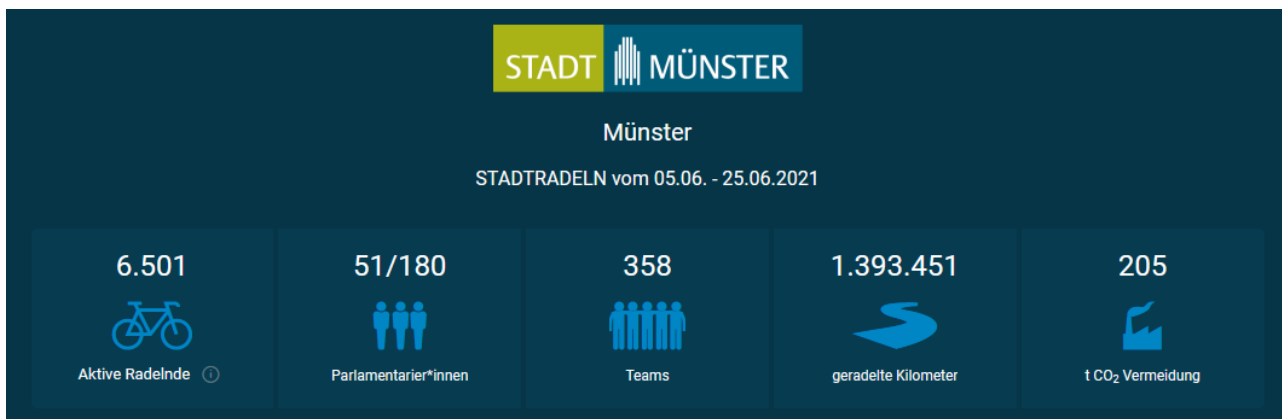 STADT MÜNSTER
Münster
STADTRADELN vom 05.06. - 25.06.2021
6.501
51/180
358
1.393.451
205
Aktive Radelnde
Parlamentarier*innen
Teams
geradelte Kilometer
t CO₂ Vermeidung